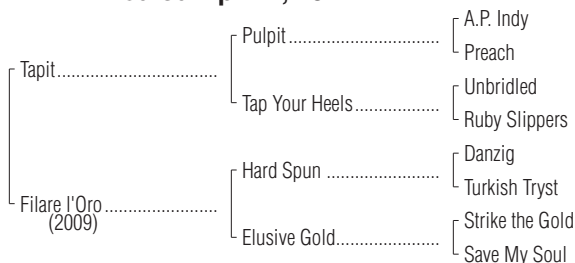 A.P. Indy
Pulpit
Preach
Tapit
Unbridled
Tap Your Heels
Ruby Slippers
Danzig
Hard Spun
Turkish Tryst
Filare l'Oro
(2009)
Strike the Gold
Elusive Gold
Save My Soul